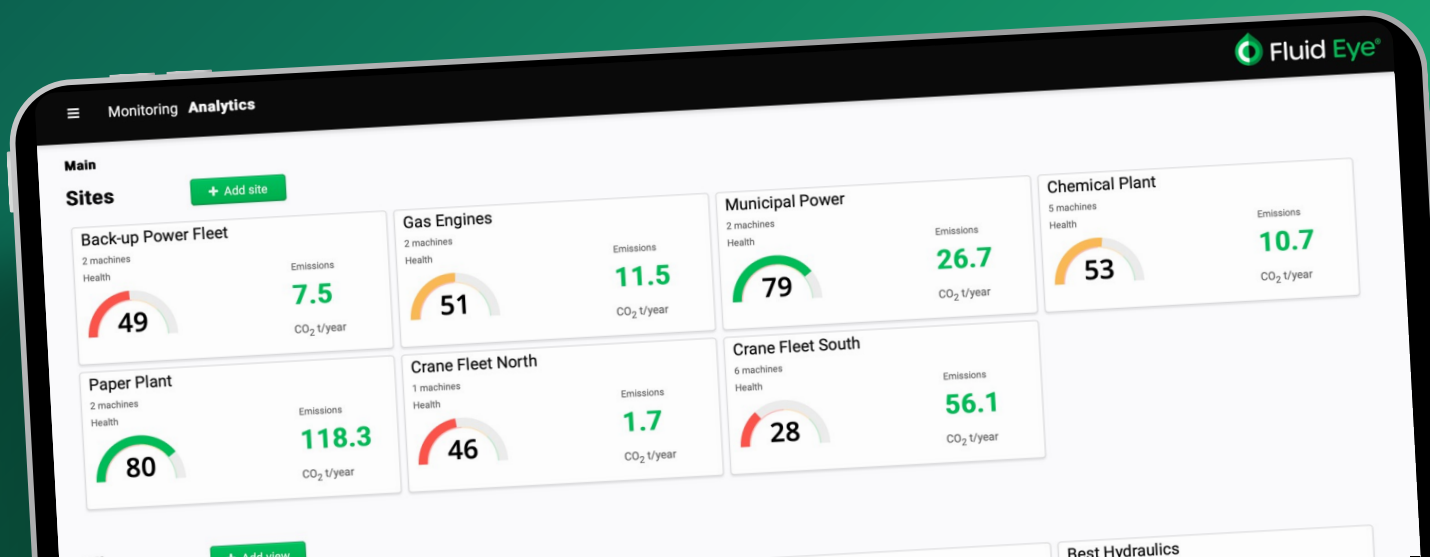 Fluid Eye®
Monitoring Analytics
Main
Sites
+ Add site
Back-up Power Fleet
2 machines
Health
49
Emissions
7.5
CO2 t/year
Gas Engines
2 machines
Health
51
Emissions
11.5
CO2 t/year
Municipal Power
2 machines
Health
79
Emissions
26.7
CO2 t/year
Chemical Plant
5 machines
Health
53
Emissions
10.7
CO2 t/year
Paper Plant
2 machines
Health
80
Emissions
118.3
CO2 t/year
Crane Fleet North
1 machines
Health
46
Emissions
1.7
CO2 t/year
Crane Fleet South
6 machines
Health
28
Emissions
56.1
CO2 t/year
+ Add view
Best Hydraulics